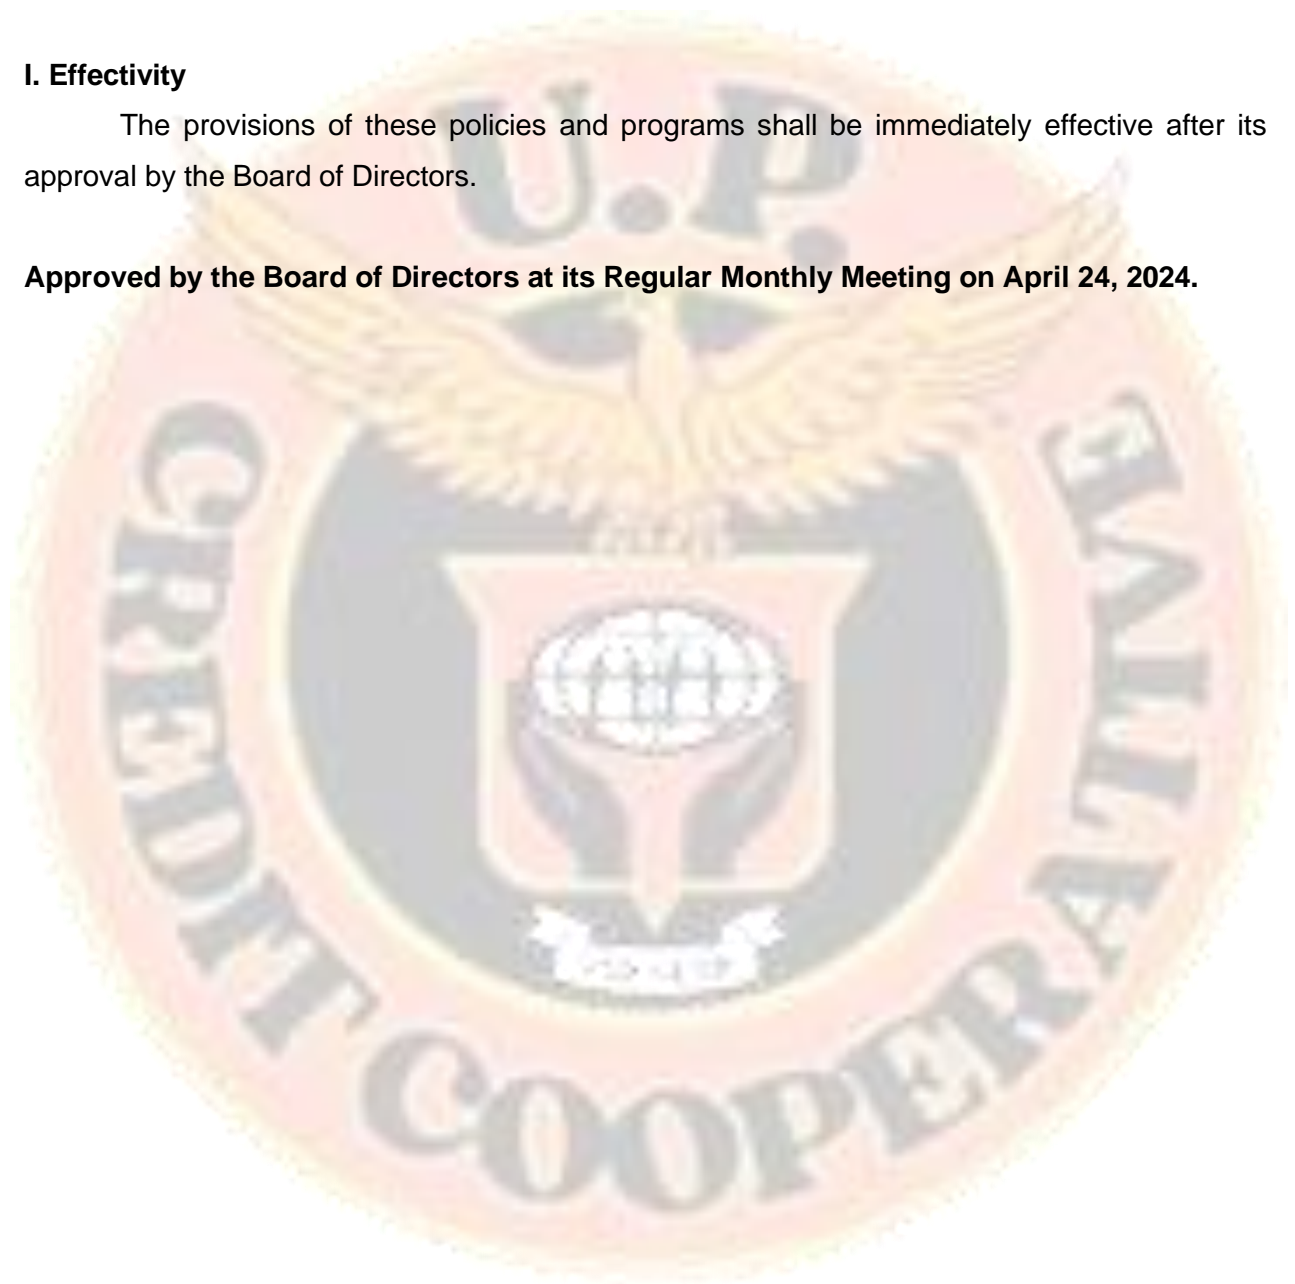 I. Effectivity
The provisions of these policies and programs shall be immediately effective after its
approval by the Board of Directors.
Approved by the Board of Directors at its Regular Monthly Meeting on April 24, 2024.
U.P.
CREDIT COOPERATIVE